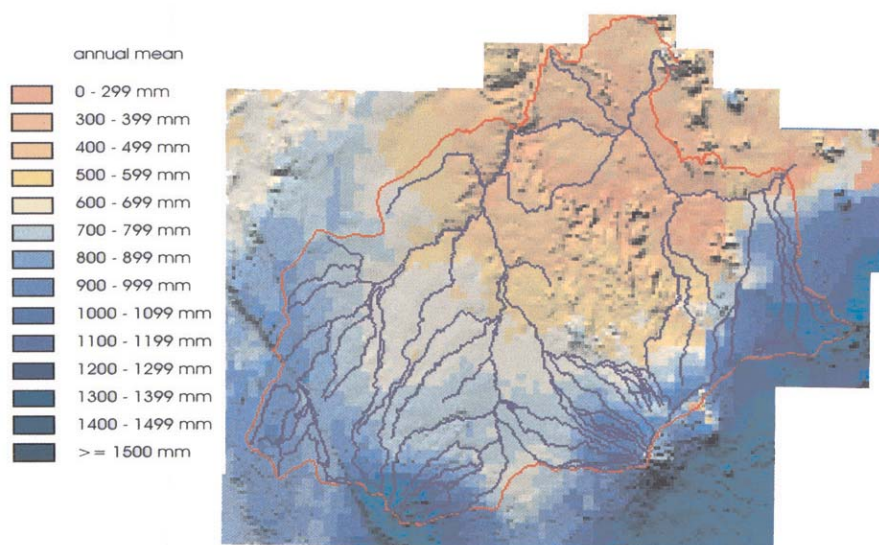 annual mean
0 - 299 mm
300 - 399 mm
400 - 499 mm
500 - 599 mm
600 - 699 mm
700 - 799 mm
800 - 899 mm
900 - 999 mm
1000 - 1099 mm
1100 - 1199 mm
1200 - 1299 mm
1300 - 1399 mm
1400 - 1499 mm
> = 1500 mm